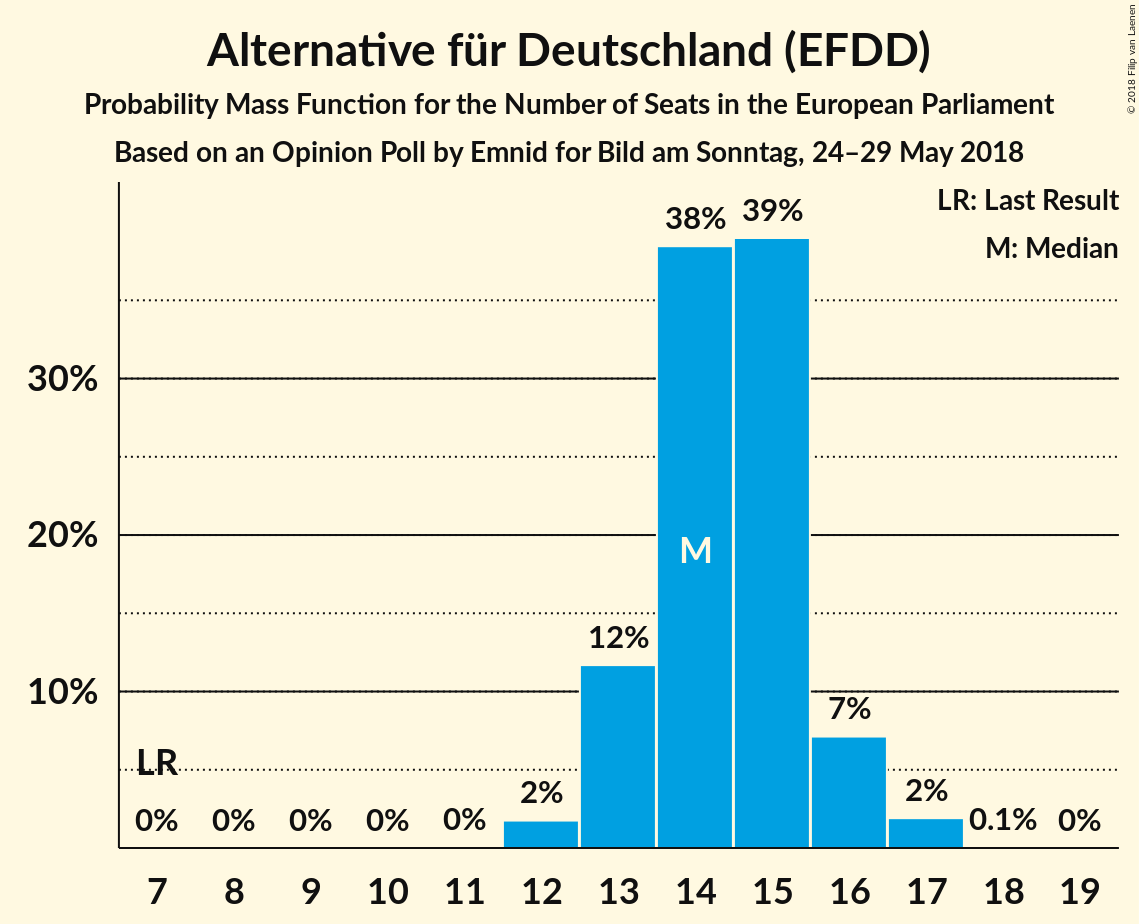 Alternative für Deutschland (EFDD)
Probability Mass Function for the Number of Seats in the European Parliament
Based on an Opinion Poll by Emnid for Bild am Sonntag, 24–29 May 2018
© 2018 Filip van Laenen
LR: Last Result
M: Median
38% 39%
30%
20%
M
12%
10%
7%
LR
2% 2%
0% 0% 0% 0% 0% 0.1% 0%
7 8 9 10 11 12 13 14 15 16 17 18 19